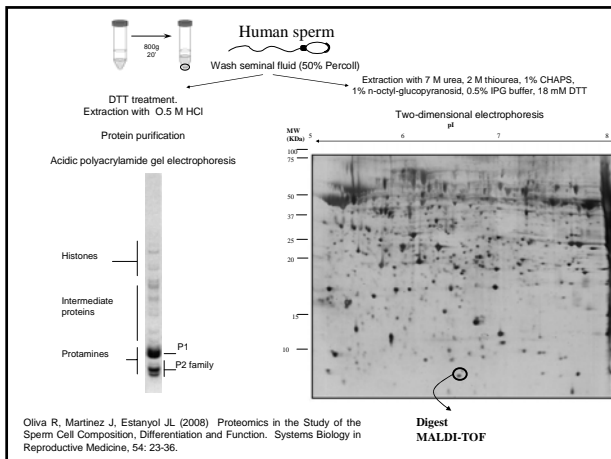 Human sperm
800g
20'
Wash seminal fluid (50% Percoll)
DTT treatment.
Extraction with O.5 M HCl
Extraction with 7 M urea, 2 M thiourea, 1% CHAPS,
1% n-octyl-glucopyranosid, 0.5% IPG buffer, 18 mM DTT
Protein purification
Acidic polyacrylamide gel electrophoresis
Histones
Intermediate
proteins
Protamines
P1
P2 family
Two-dimensional electrophoresis
pI
MW
(KDa)
5
6
7
8
100
75
50
37
25
20
15
10
Digest
MALDI-TOF
Oliva R, Martinez J, Estanyol JL (2008) Proteomics in the Study of the
Sperm Cell Composition, Differentiation and Function. Systems Biology in
Reproductive Medicine, 54: 23-36.